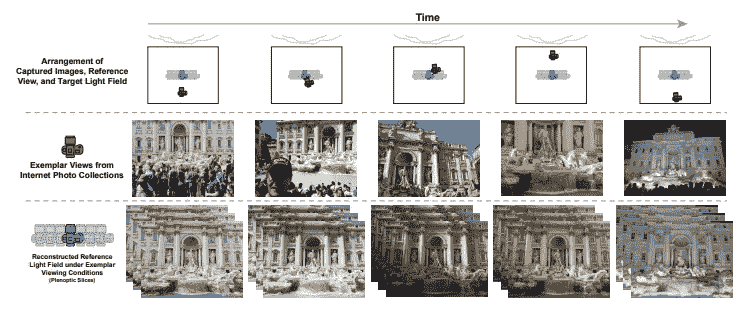 Time
Arrangement of
Captured Images, Reference
View, and Target Light Field
Exemplar Views from
Internet Photo Collections
Reconstructed Reference
Light Field under Exemplar
Viewing Conditions
(Plenoptic Slices)